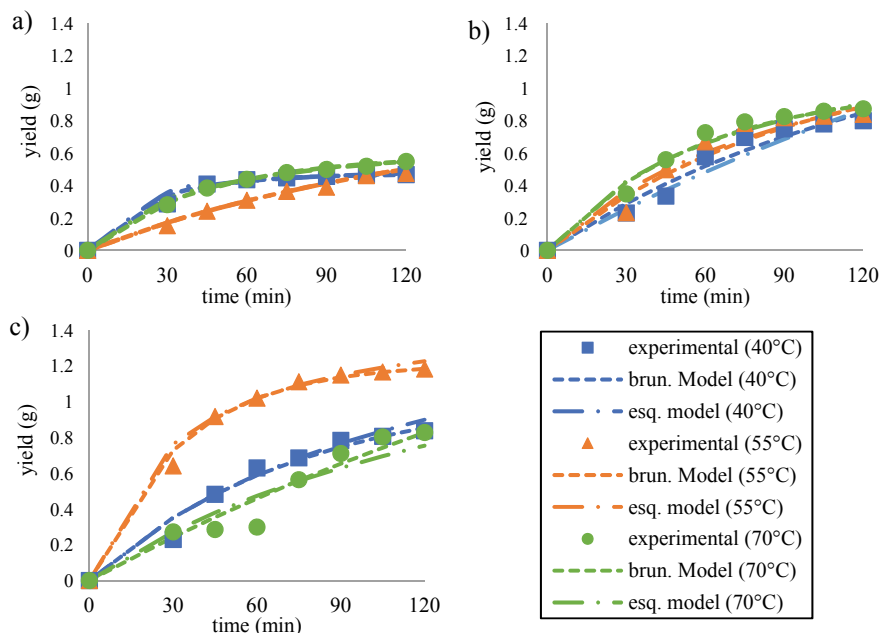 a)
1.4
1.2
1
0.8
0.6
0.4
0.2
0
yield (g)
0 30 60 90 120
time (min)
b)
1.4
1.2
1
0.8
0.6
0.4
0.2
0
yield (g)
0 30 60 90 120
time (min)
c)
1.4
1.2
1
0.8
0.6
0.4
0.2
0
yield (g)
0 30 60 90 120
time (min)
experimental (40°C)
brun. Model (40°C)
esq. model (40°C)
experimental (55°C)
brun. Model (55°C)
esq. model (55°C)
experimental (70°C)
brun. Model (70°C)
esq. model (70°C)